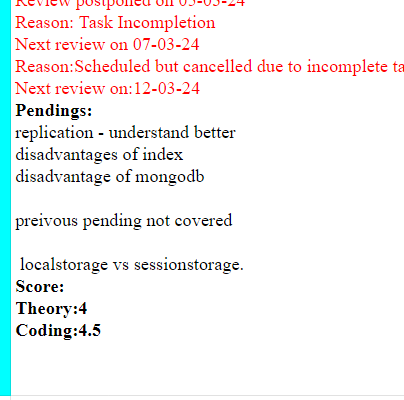 Review postponed on 05-03-24
Reason: Task Incompletion
Next review on 07-03-24
Reason:Scheduled but cancelled due to incomplete ta
Next review on:12-03-24
Pendings:
replication - understand better
disadvantages of index
disadvantage of mongodb
preivous pending not covered
localstorage vs sessionstorage.
Score:
Theory:4
Coding:4.5